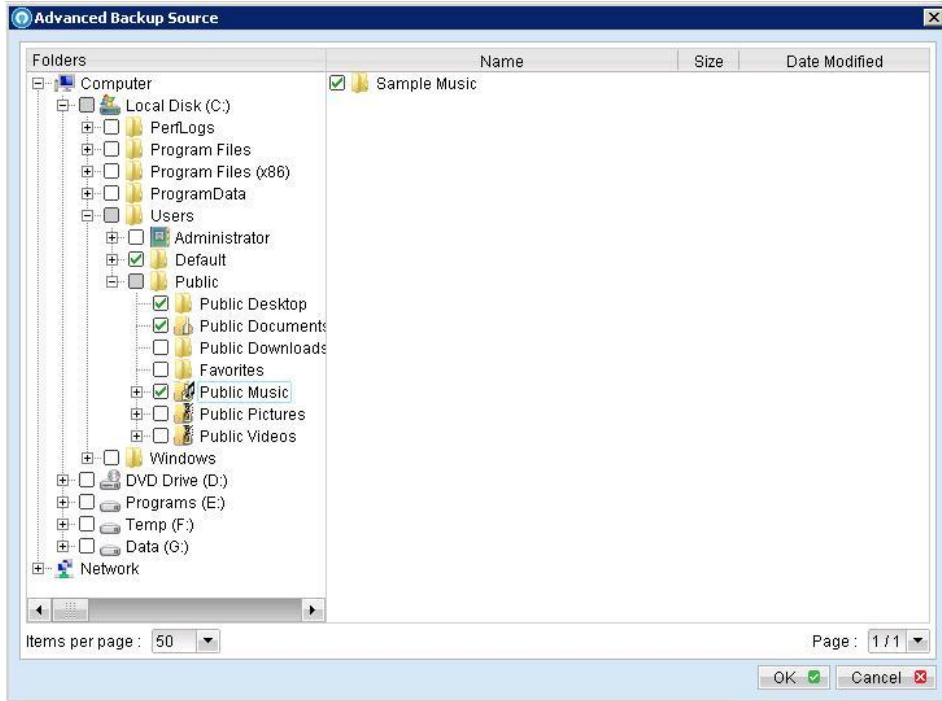 Advanced Backup Source
Folders
Name Size Date Modified
Computer
Sample Music
Local Disk (C:)
PerfLogs
Program Files
Program Files (x86)
ProgramData
Users
Administrator
Default
Public
Public Desktop
Public Documents
Public Downloads
Favorites
Public Music
Public Pictures
Public Videos
Windows
DVD Drive (D:)
Programs (E:)
Temp (F:)
Data (G:)
Network
Items per page : 50
Page : 1 / 1
OK Cancel